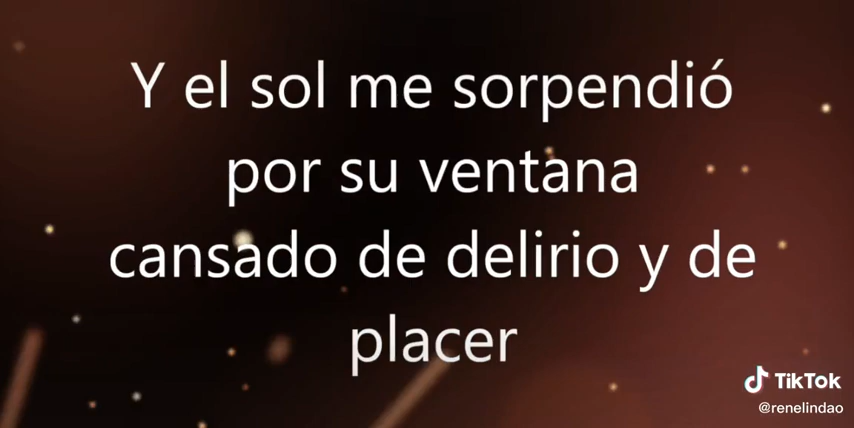 Y el sol me sorpendió
por su ventana
cansado de delirio y de
placer
TikTok
@renelindao